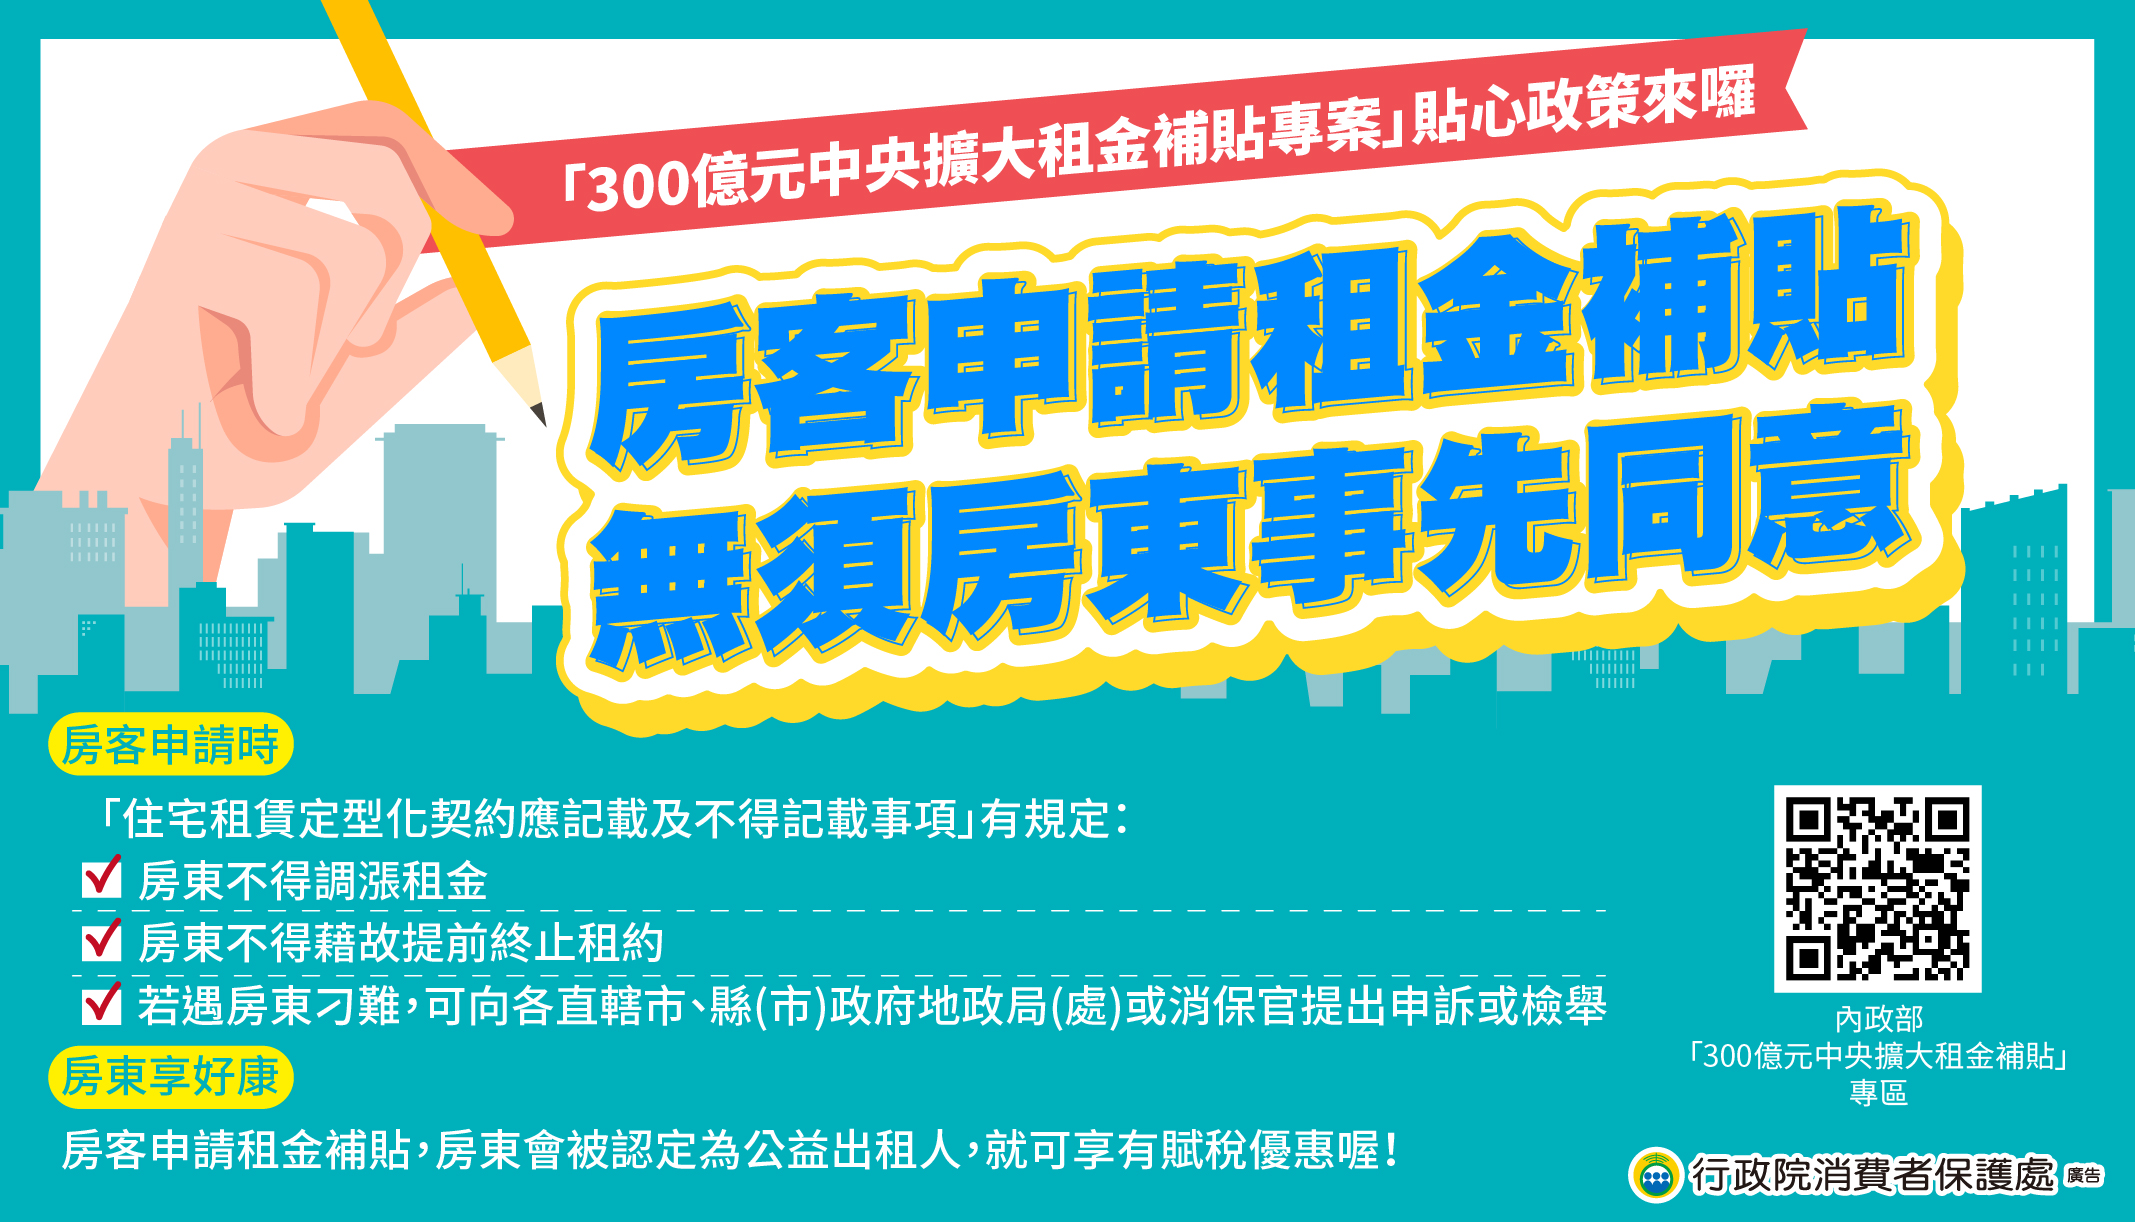 「300億元中央擴大租金補貼專案」貼心政策來囉
房客申請租金補貼
無須房東事先同意
房客申請時
「住宅租賃定型化契約應記載及不得記載事項」有規定：
房東不得調漲租金
房東不得藉故提前終止租約
若遇房東刁難，可向各直轄市、縣(市)政府地政局(處)或消保官提出申訴或檢舉
房東享好康
房客申請租金補貼，房東會被認定為公益出租人，就可享有賦稅優惠喔！
內政部
「300億元中央擴大租金補貼」
專區
行政院消費者保護處 廣告